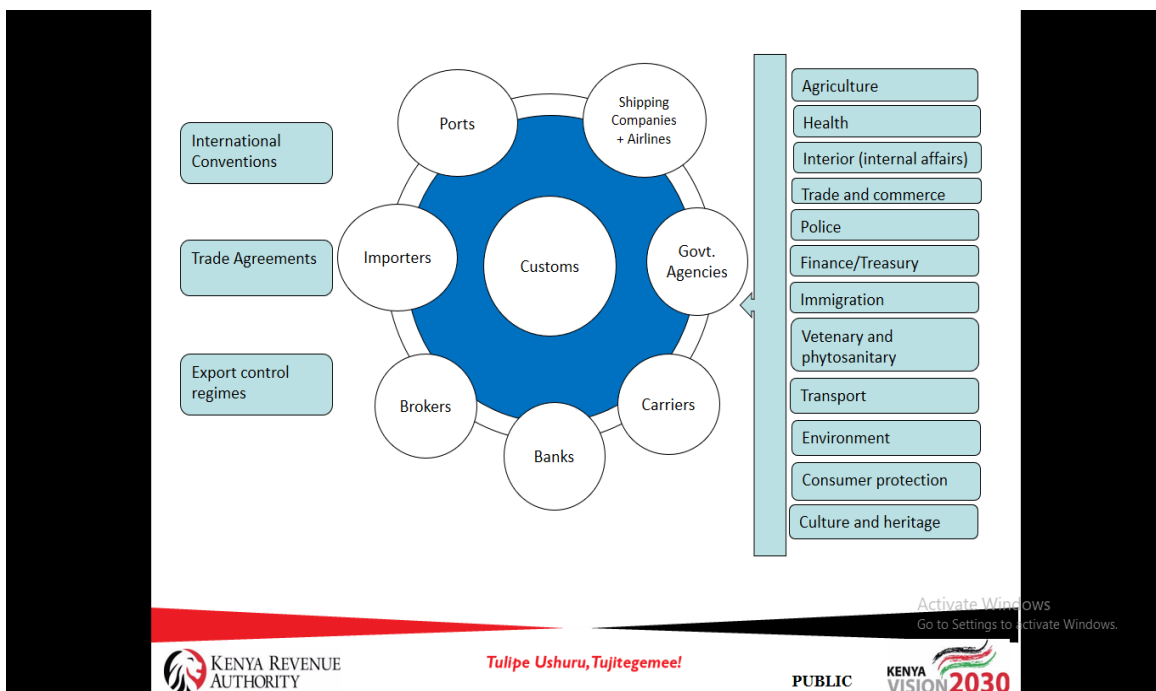 International
Conventions
Trade Agreements
Export control
regimes
Ports
Shipping
Companies
+ Airlines
Importers
Customs
Govt.
Agencies
Brokers
Banks
Carriers
Agriculture
Health
Interior (internal affairs)
Trade and commerce
Police
Finance/Treasury
Immigration
Vetenary and
phytosanitary
Transport
Environment
Consumer protection
Culture and heritage
Activate Windows
Go to Settings to activate Windows.
KENYA REVENUE
AUTHORITY
Tulipe Ushuru, Tujitegemee!
PUBLIC
KENYA
VISION 2030